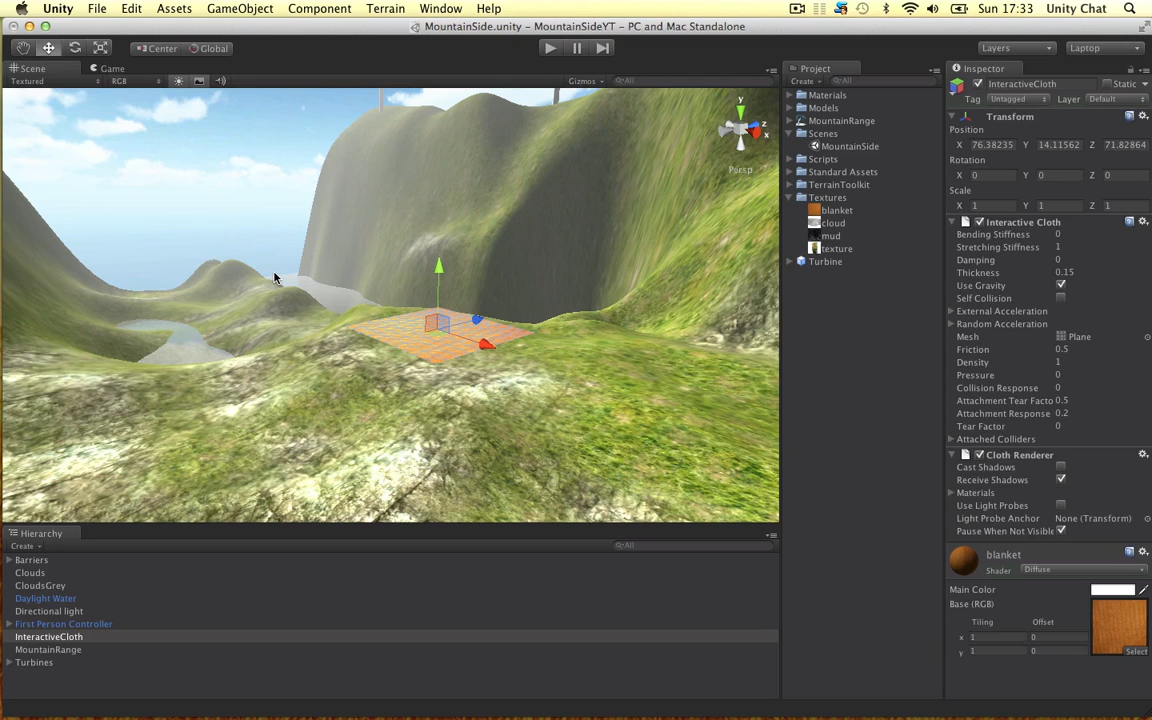 Unity File Edit Assets GameObject Component Terrain Window Help Sun 17:33 Unity Chat
MountainSide.unity - MountainSideYT - PC and Mac Standalone
Center Global Layers Laptop
Scene Game
Textured RGB Gizmos All
y
z
x
Persp
Project
Create All
Materials
Models
MountainRange
Scenes
MountainSide
Scripts
Standard Assets
TerrainToolkit
Textures
blanket
cloud
mud
texture
Turbine
Inspector
InteractiveCloth Static
Tag Untagged Layer Default
Transform
Position
X 76.38235 Y 14.11562 Z 71.82864
Rotation
X 0 Y 0 Z 0
Scale
X 1 Y 1 Z 1
Interactive Cloth
Bending Stiffness 0
Stretching Stiffness 1
Damping 0
Thickness 0.15
Use Gravity
Self Collision
External Acceleration
Random Acceleration
Mesh Plane
Friction 0.5
Density 1
Pressure 0
Collision Response 0
Attachment Tear Facto 0.5
Attachment Response 0.2
Tear Factor 0
Attached Colliders
Cloth Renderer
Cast Shadows
Receive Shadows
Materials
Use Light Probes
Light Probe Anchor None (Transform)
Pause When Not Visible
blanket
Shader Diffuse
Main Color
Base (RGB)
Tiling Offset
x 1 0
y 1 0
Select
Hierarchy
Create All
Barriers
Clouds
CloudsGrey
Daylight Water
Directional light
First Person Controller
InteractiveCloth
MountainRange
Turbines